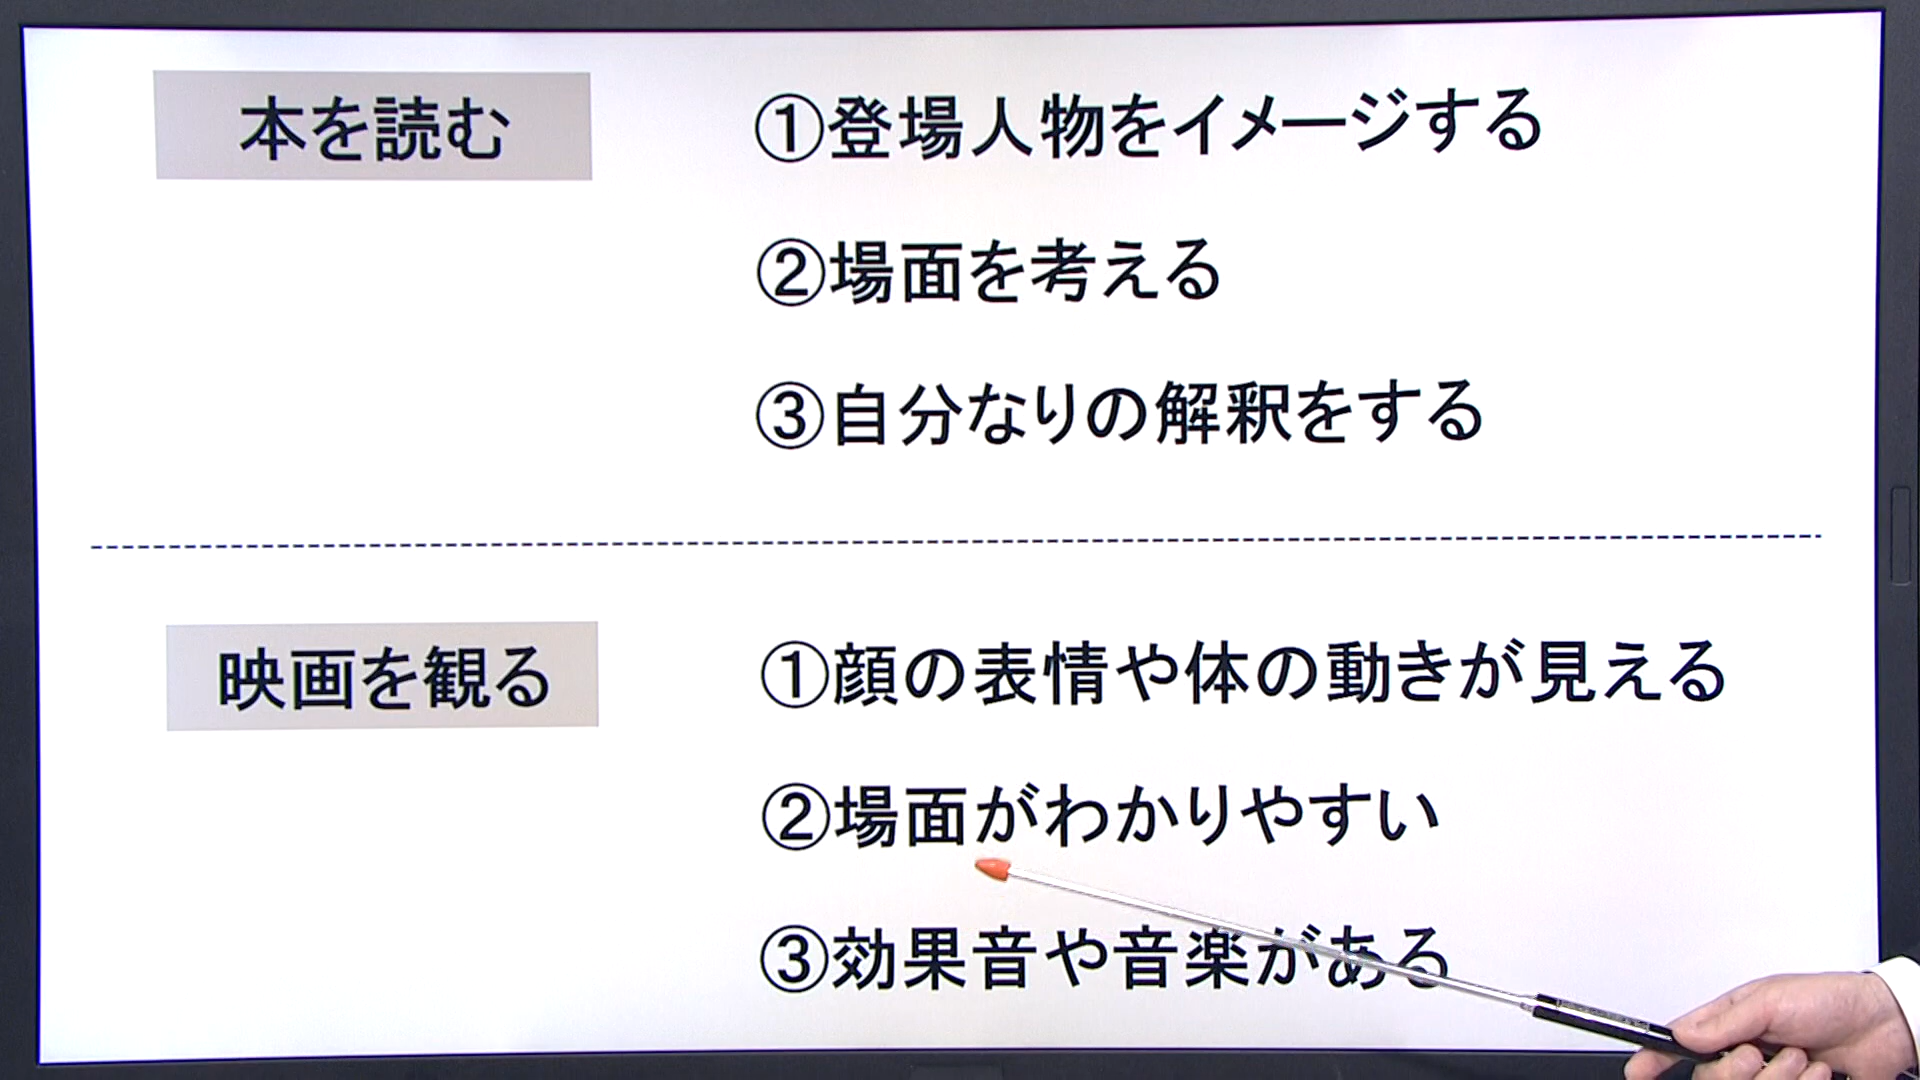 本を読む
①登場人物をイメージする
②場面を考える
③自分なりの解釈をする
映画を観る
①顔の表情や体の動きが見える
②場面がわかりやすい
③効果音や音楽がある